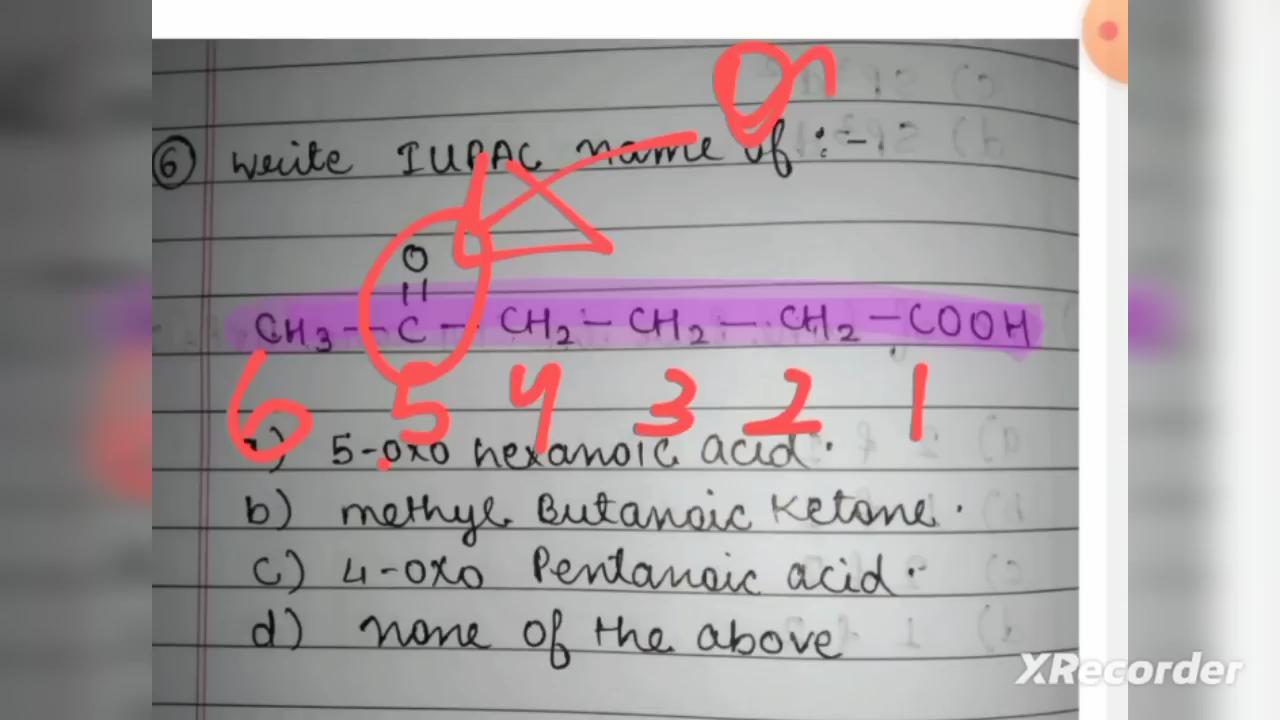 ⑥ Write IUPAC name of :-
On
O
||
CH3 — C — CH2 — CH2 — CH2 — COOH
6 5 4 3 2 1
a) 5-oxo hexanoic acid.
b) methyl Butanoic Ketone.
c) 4-oxo Pentanoic acid.
d) none of the above
XRecorder